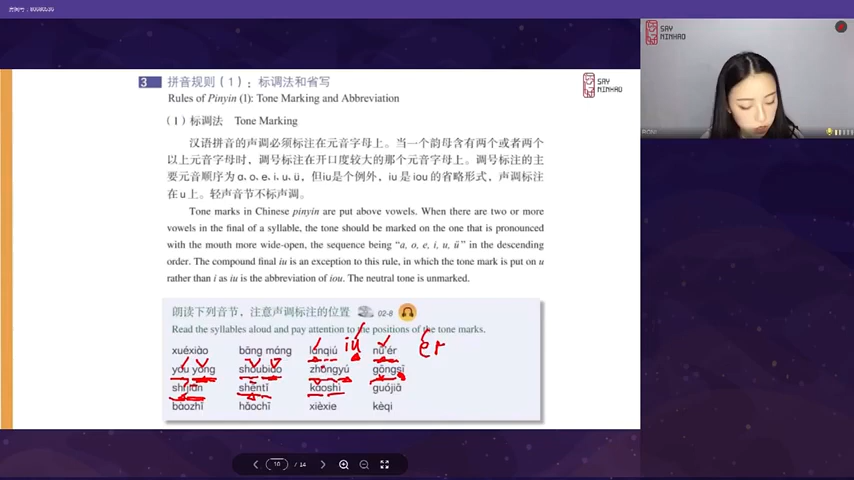 SAY
NINHAO
3 拼音规则(1):标调法和省写
Rules of Pinyin (1): Tone Marking and Abbreviation
SAY
NINHAO
(1)标调法 Tone Marking
汉语拼音的声调必须标注在元音字母上。当一个韵母含有两个或者两个
以上元音字母时,调号标注在开口度较大的那个元音字母上。调号标注的主
要元音顺序为a、o、e、i、u、ü,但iu是个例外,iu 是 iou 的省略形式,声调标注
在 u 上。轻声音节不标声调。
Tone marks in Chinese pinyin are put above vowels. When there are two or more
vowels in the final of a syllable, the tone should be marked on the one that is pronounced
with the mouth more wide-open, the sequence being "a, o, e, i, u, ü" in the descending
order. The compound final iu is an exception to this rule, in which the tone mark is put on u
rather than i as iu is the abbreviation of iou. The neutral tone is unmarked.
朗读下列音节,注意声调标注的位置 02-8
Read the syllables aloud and pay attention to the positions of the tone marks.
iú ér
xuéxiào bāng máng lánqiú nǚ'ér
yóu yǒng shǒubiǎo zhōngyú gōngsī
shíjiān shēntǐ kǎoshì guójiā
bàozhǐ hǎochī xièxie kèqi
10 / 14